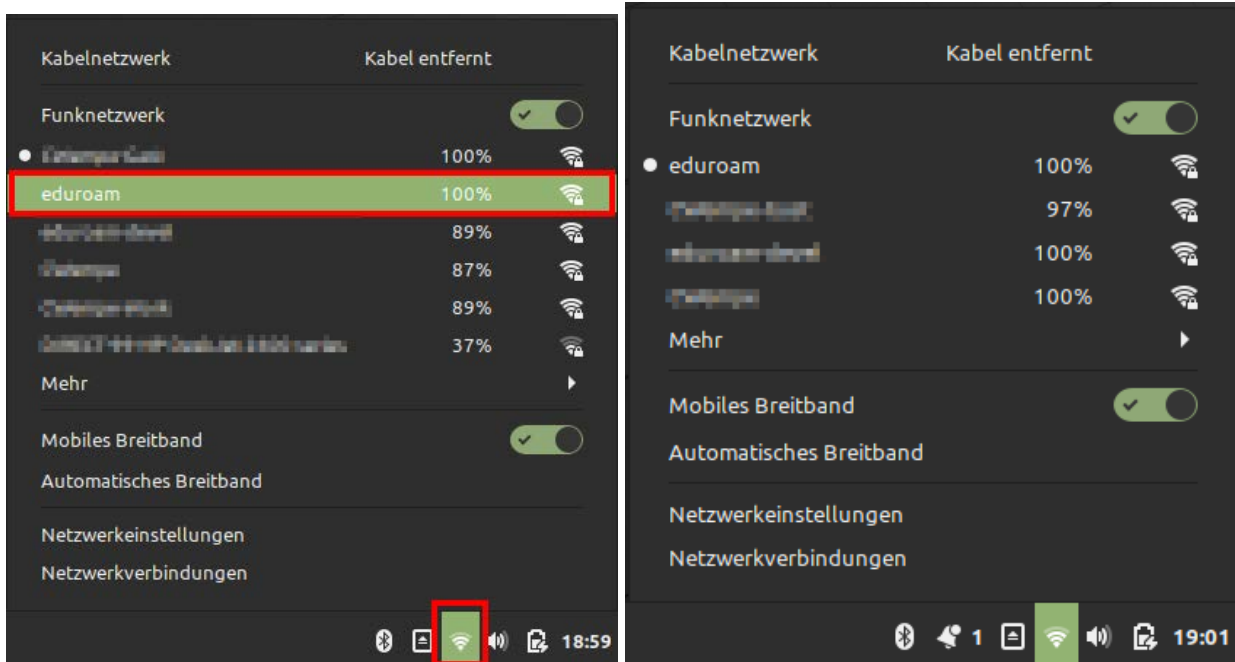 Kabelnetzwerk Kabel entfernt
Funknetzwerk
100%
eduroam 100%
89%
87%
89%
37%
Mehr
Mobiles Breitband
Automatisches Breitband
Netzwerkeinstellungen
Netzwerkverbindungen
18:59
Kabelnetzwerk Kabel entfernt
Funknetzwerk
eduroam 100%
97%
100%
100%
Mehr
Mobiles Breitband
Automatisches Breitband
Netzwerkeinstellungen
Netzwerkverbindungen
1 19:01